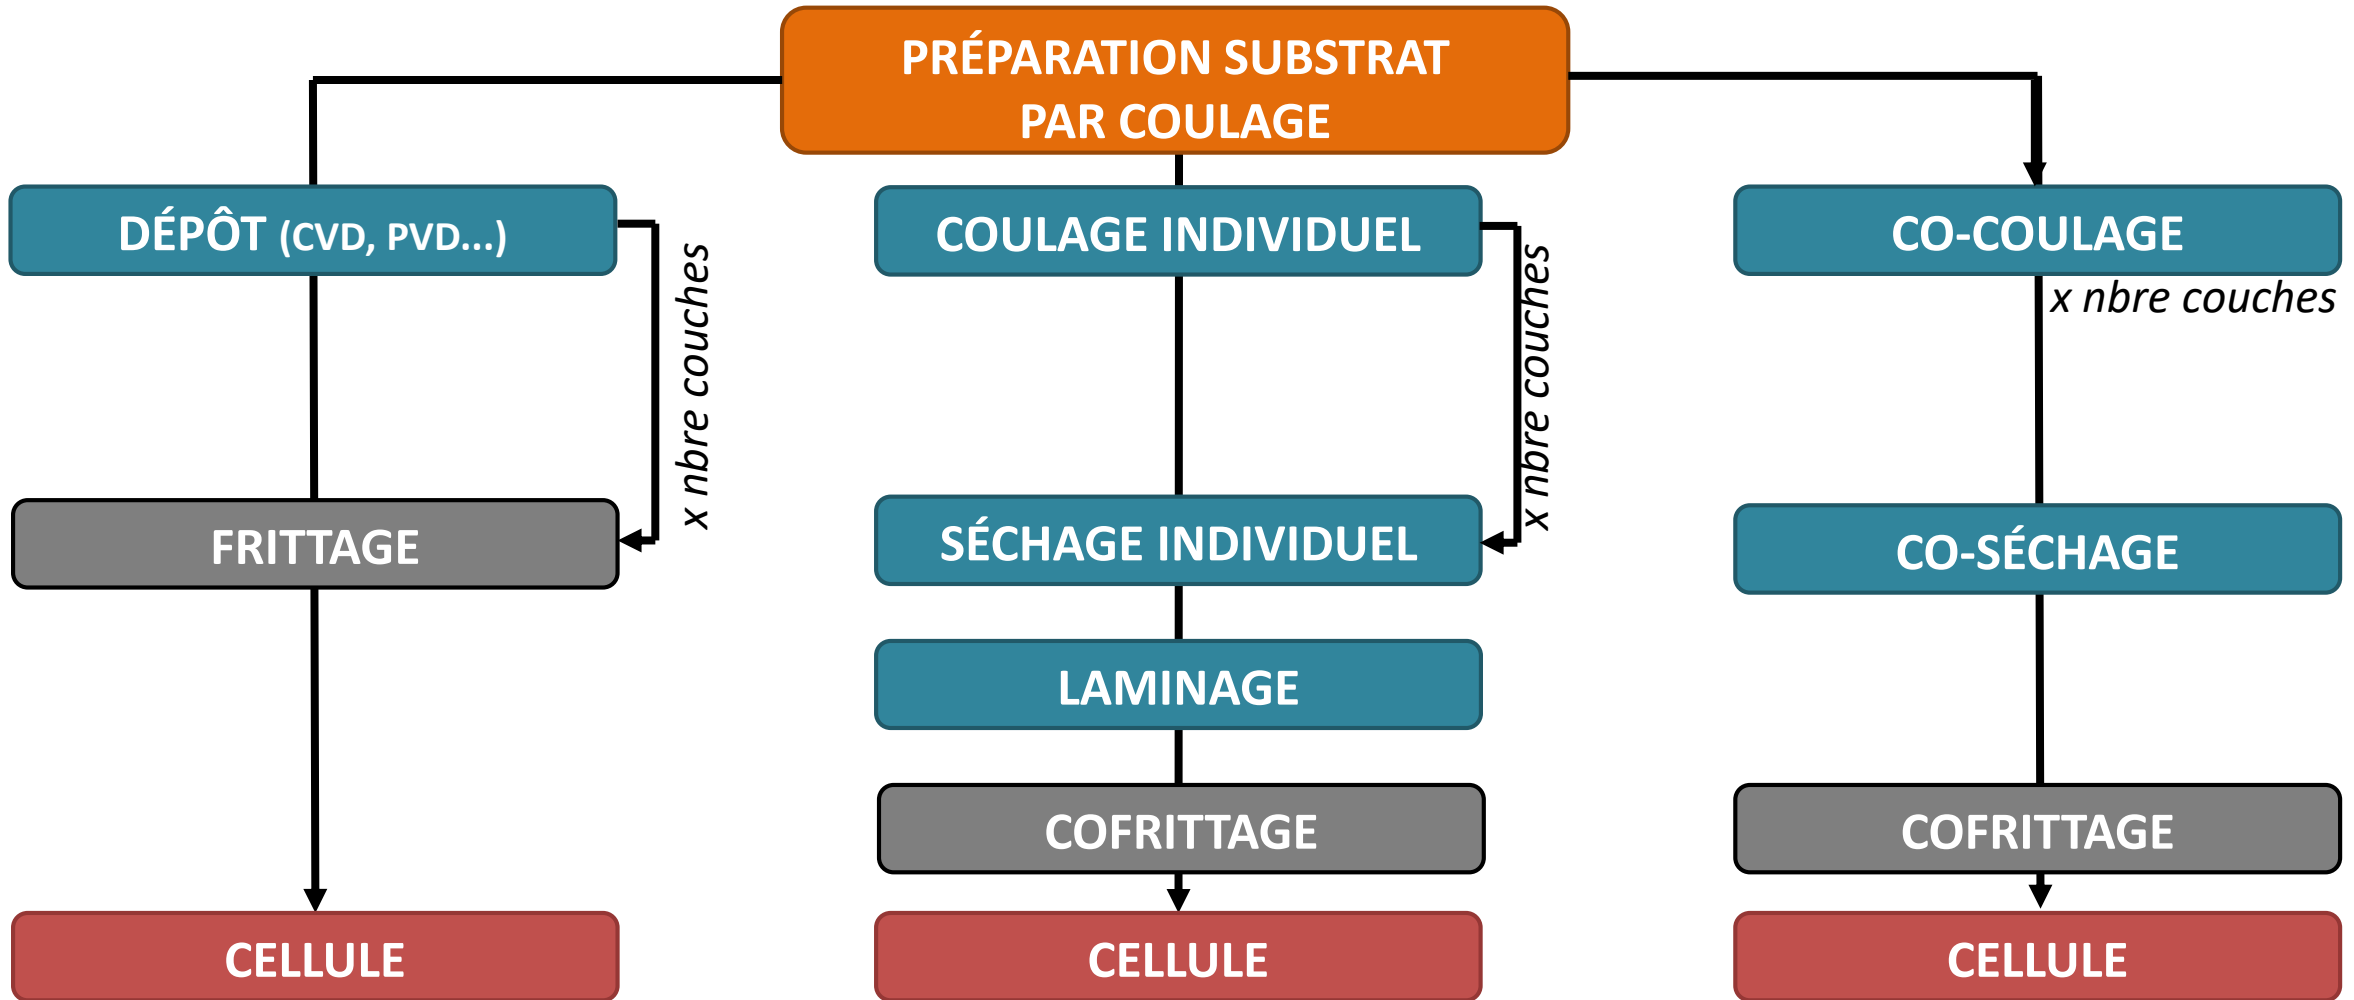 PRÉPARATION SUBSTRAT
PAR COULAGE
DÉPÔT (CVD, PVD...)
COULAGE INDIVIDUEL
CO-COULAGE
x nbre couches
x nbre couches
x nbre couches
FRITTAGE
SÉCHAGE INDIVIDUEL
CO-SÉCHAGE
LAMINAGE
COFRITTAGE
COFRITTAGE
CELLULE
CELLULE
CELLULE